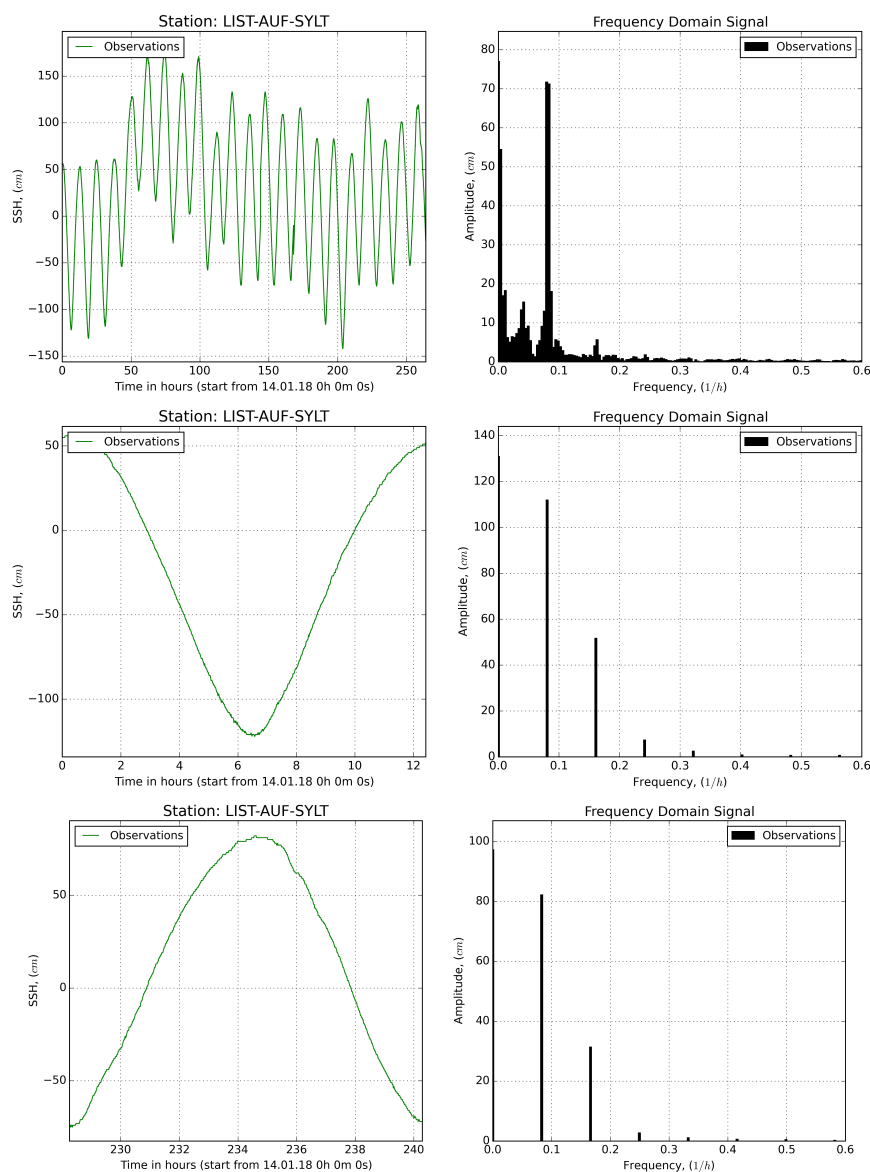 Station: LIST-AUF-SYLT
Observations
SSH, (cm)
150
100
50
0
−50
−100
−150
0 50 100 150 200 250
Time in hours (start from 14.01.18 0h 0m 0s)
Frequency Domain Signal
Observations
Amplitude, (cm)
80
70
60
50
40
30
20
10
0
0.0 0.1 0.2 0.3 0.4 0.5 0.6
Frequency, (1/h)
Station: LIST-AUF-SYLT
Observations
SSH, (cm)
50
0
−50
−100
0 2 4 6 8 10 12
Time in hours (start from 14.01.18 0h 0m 0s)
Frequency Domain Signal
Observations
Amplitude, (cm)
140
120
100
80
60
40
20
0
0.0 0.1 0.2 0.3 0.4 0.5 0.6
Frequency, (1/h)
Station: LIST-AUF-SYLT
Observations
SSH, (cm)
50
0
−50
230 232 234 236 238 240
Time in hours (start from 14.01.18 0h 0m 0s)
Frequency Domain Signal
Observations
Amplitude, (cm)
100
80
60
40
20
0
0.0 0.1 0.2 0.3 0.4 0.5 0.6
Frequency, (1/h)